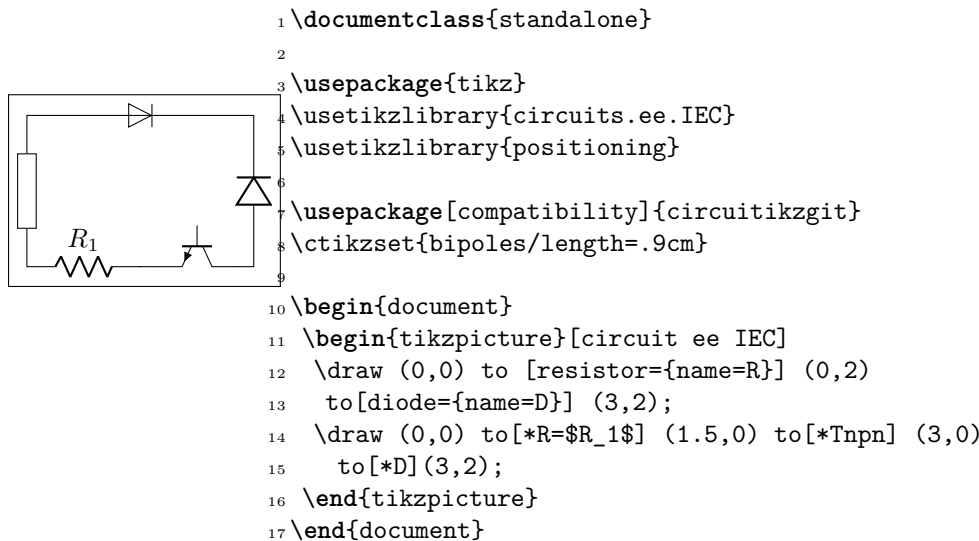 R_1
1 \documentclass{standalone}
2
3 \usepackage{tikz}
4 \usetikzlibrary{circuits.ee.IEC}
5 \usetikzlibrary{positioning}
6
7 \usepackage[compatibility]{circuitikzgit}
8 \ctikzset{bipoles/length=.9cm}
9
10 \begin{document}
11 \begin{tikzpicture}[circuit ee IEC]
12 \draw (0,0) to [resistor={name=R}] (0,2)
13 to[diode={name=D}] (3,2);
14 \draw (0,0) to[*R=$R_1$] (1.5,0) to[*Tnpn] (3,0)
15 to[*D](3,2);
16 \end{tikzpicture}
17 \end{document}